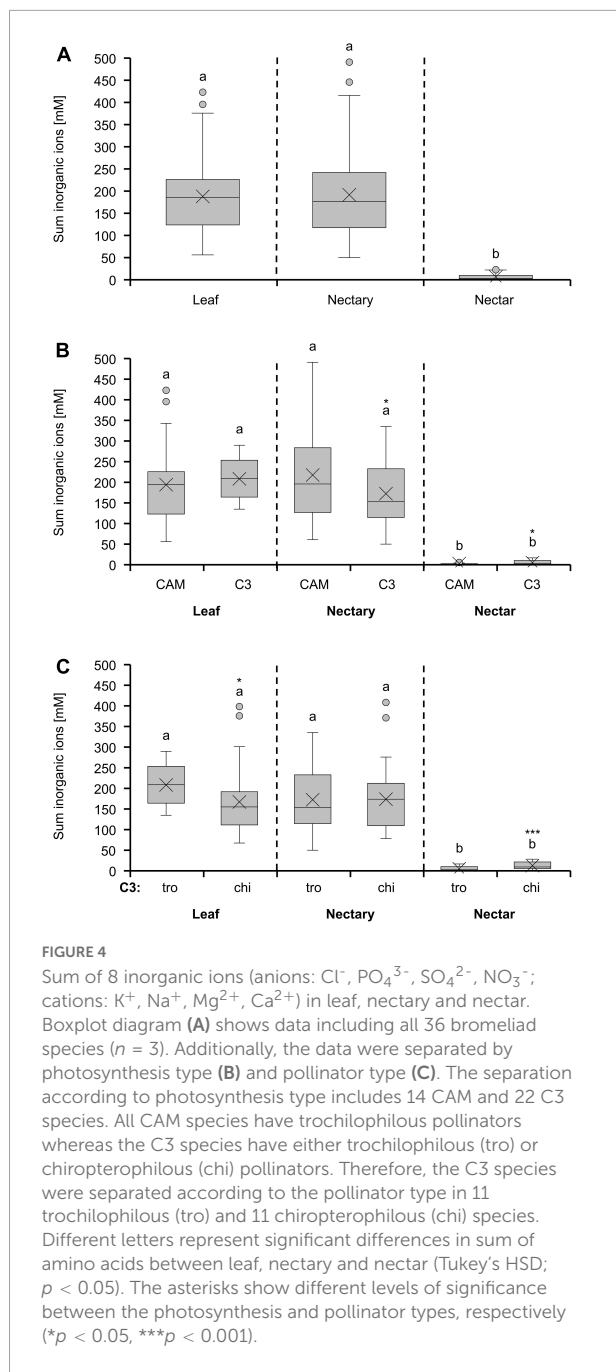 A
Sum inorganic ions [mM]
500
450
400
350
300
250
200
150
100
50
0
a
a
b
Leaf
Nectary
Nectar
B
Sum inorganic ions [mM]
500
450
400
350
300
250
200
150
100
50
0
a
a
a
*
a
b
*
b
CAM
C3
CAM
C3
CAM
C3
Leaf
Nectary
Nectar
C
Sum inorganic ions [mM]
500
450
400
350
300
250
200
150
100
50
0
a
*
a
a
a
b
***
b
C3:
tro
chi
tro
chi
tro
chi
Leaf
Nectary
Nectar
FIGURE 4
Sum of 8 inorganic ions (anions: Cl⁻, PO₄³⁻, SO₄²⁻, NO₃⁻;
cations: K⁺, Na⁺, Mg²⁺, Ca²⁺) in leaf, nectary and nectar.
Boxplot diagram (A) shows data including all 36 bromeliad
species (n = 3). Additionally, the data were separated by
photosynthesis type (B) and pollinator type (C). The separation
according to photosynthesis type includes 14 CAM and 22 C3
species. All CAM species have trochilophilous pollinators
whereas the C3 species have either trochilophilous (tro) or
chiropterophilous (chi) pollinators. Therefore, the C3 species
were separated according to the pollinator type in 11
trochilophilous (tro) and 11 chiropterophilous (chi) species.
Different letters represent significant differences in sum of
amino acids between leaf, nectary and nectar (Tukey's HSD;
p < 0.05). The asterisks show different levels of significance
between the photosynthesis and pollinator types, respectively
(*p < 0.05, ***p < 0.001).